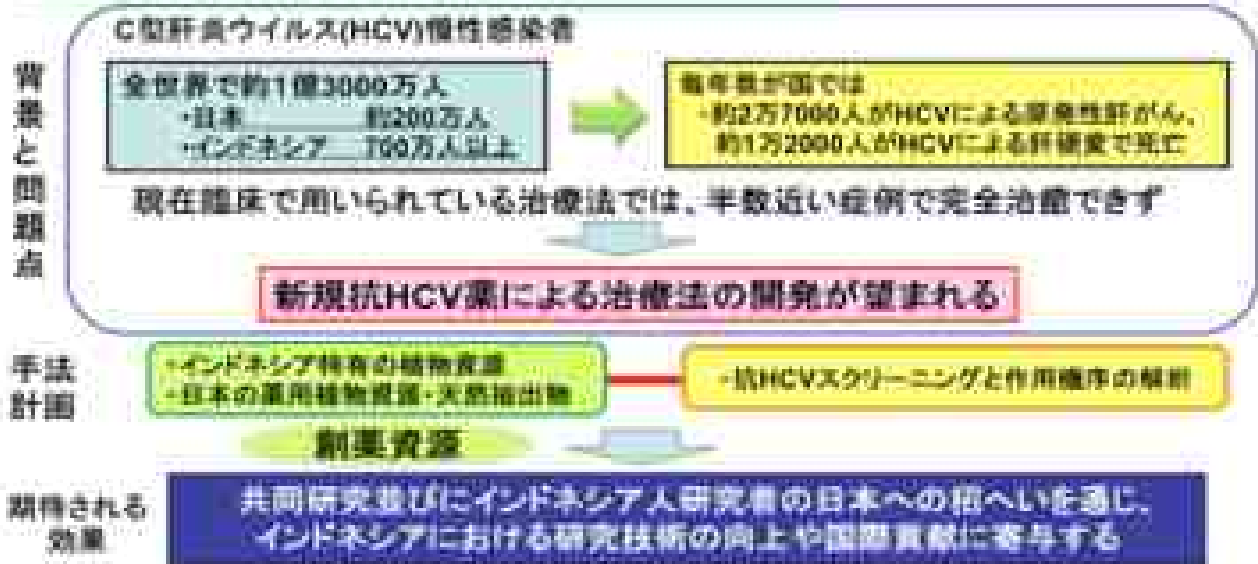 C型肝炎ウイルス(HCV)慢性感染者
背景と問題点
全世界で約1億3000万人
・日本 約200万人
・インドネシア 700万人以上
毎年我が国では
・約2万7000人がHCVによる原発性肝がん、
約1万2000人がHCVによる肝硬変で死亡
現在臨床で用いられている治療法では、半数近い症例で完全治癒できず
新規抗HCV薬による治療法の開発が望まれる
手法
計画
・インドネシア特有の植物資源
・日本の薬用植物資源・天然抽出物
・抗HCVスクリーニングと作用機序の解析
創薬資源
期待される
効果
共同研究並びにインドネシア人研究者の日本への招へいを通じ、
インドネシアにおける研究技術の向上や国際貢献に寄与する